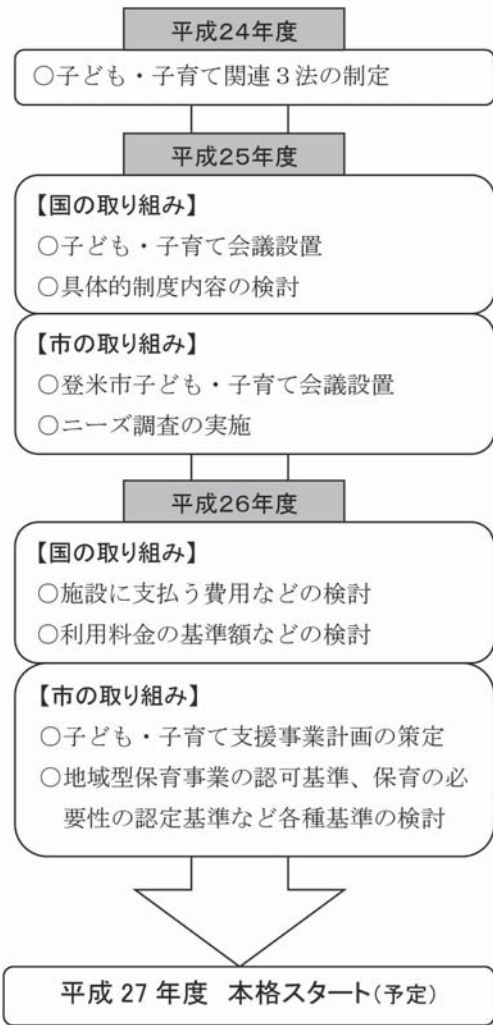 平成24年度
○子ども・子育て関連３法の制定
平成25年度
【国の取り組み】
○子ども・子育て会議設置
○具体的制度内容の検討
【市の取り組み】
○登米市子ども・子育て会議設置
○ニーズ調査の実施
平成26年度
【国の取り組み】
○施設に支払う費用などの検討
○利用料金の基準額などの検討
【市の取り組み】
○子ども・子育て支援事業計画の策定
○地域型保育事業の認可基準、保育の必
要性の認定基準など各種基準の検討
平成 27 年度 本格スタート(予定)